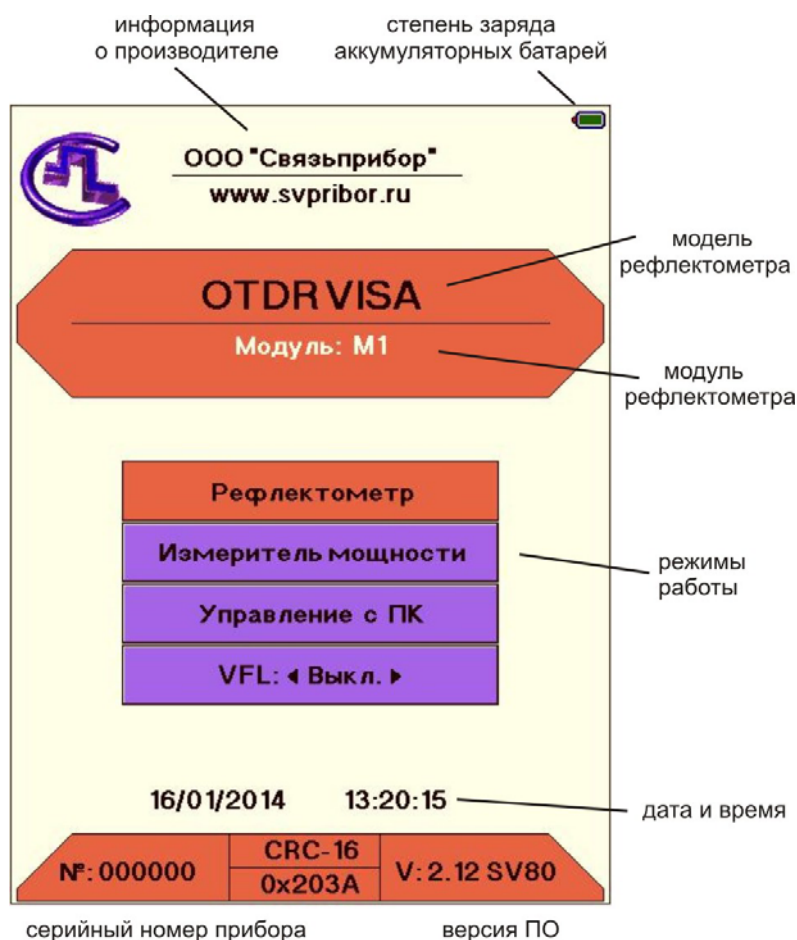 информация
о производителе
степень заряда
аккумуляторных батарей
ООО "Связьприбор"
www.svpribor.ru
OTDR VISA
модель
рефлектометра
Модуль: M1
модуль
рефлектометра
Рефлектометр
Измеритель мощности
режимы
работы
Управление с ПК
VFL: ◂ Выкл. ▸
16/01/2014 13:20:15
дата и время
№: 000000
CRC-16
0x203A
V: 2.12 SV80
серийный номер прибора
версия ПО